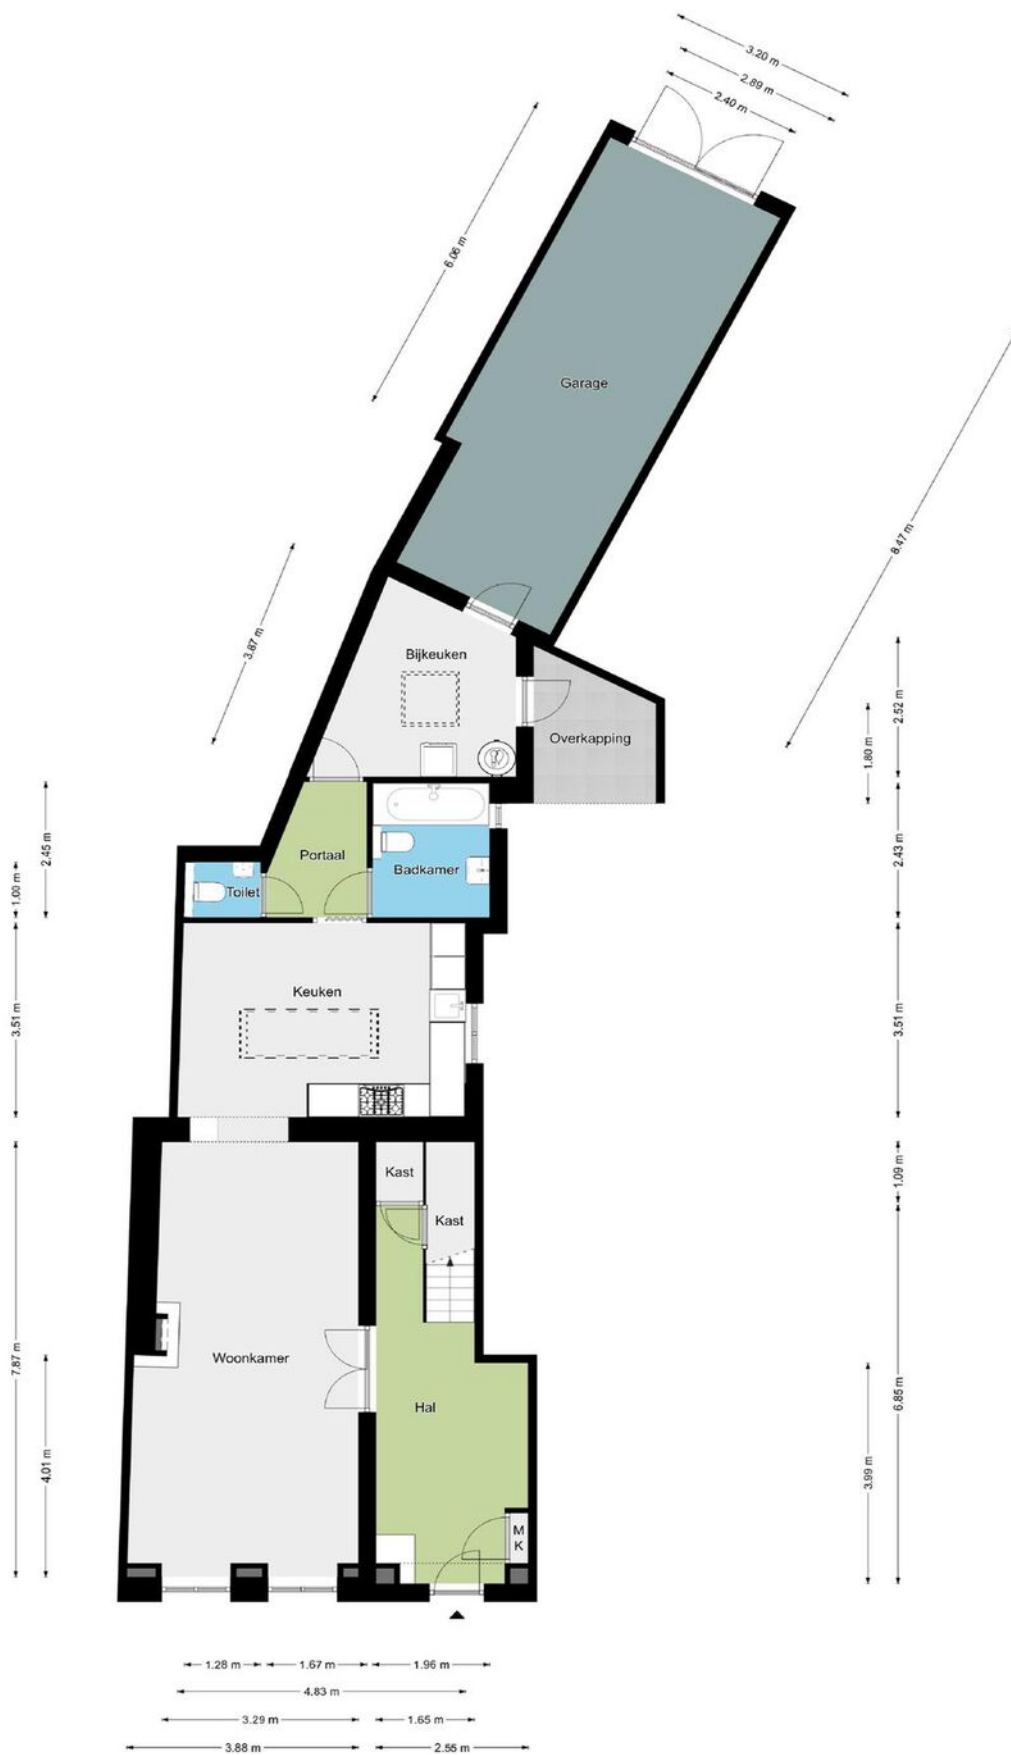 3.20 m
2.89 m
2.40 m
6.06 m
Garage
8.47 m
3.87 m
Bijkeuken
2.52 m
Overkapping
1.80 m
2.45 m
Portaal
Badkamer
2.43 m
1.00 m
Toilet
Keuken
3.51 m
3.51 m
Kast
1.09 m
Kast
7.87 m
Woonkamer
Hal
6.85 m
4.01 m
3.99 m
M
K
1.28 m
1.67 m
1.96 m
4.83 m
3.29 m
1.65 m
3.88 m
2.55 m